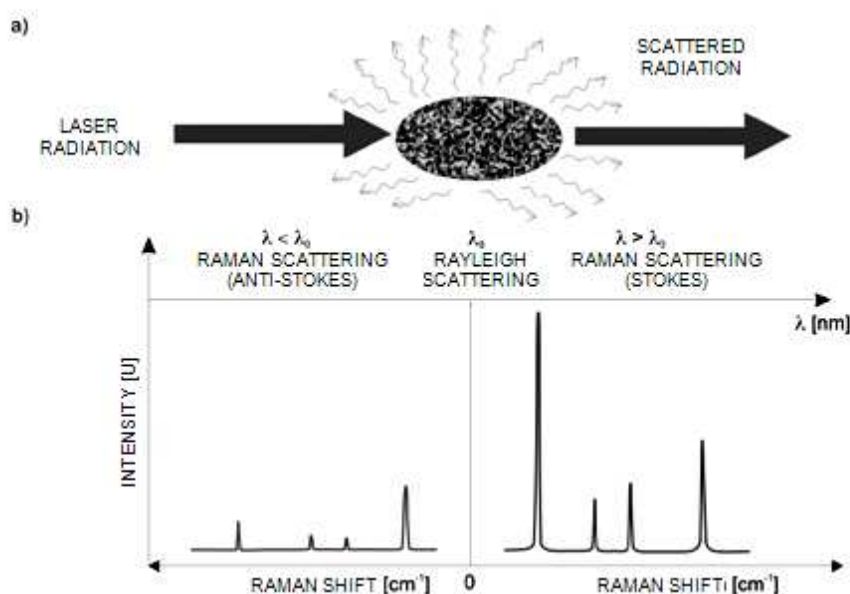 a)
SCATTERED
RADIATION
LASER
RADIATION
b)
λ < λ₀
RAMAN SCATTERING
(ANTI-STOKES)
λ₀
RAYLEIGH
SCATTERING
λ > λ₀
RAMAN SCATTERING
(STOKES)
λ [nm]
INTENSITY [U]
RAMAN SHIFT [cm⁻¹]
0
RAMAN SHIFTı [cm⁻¹]